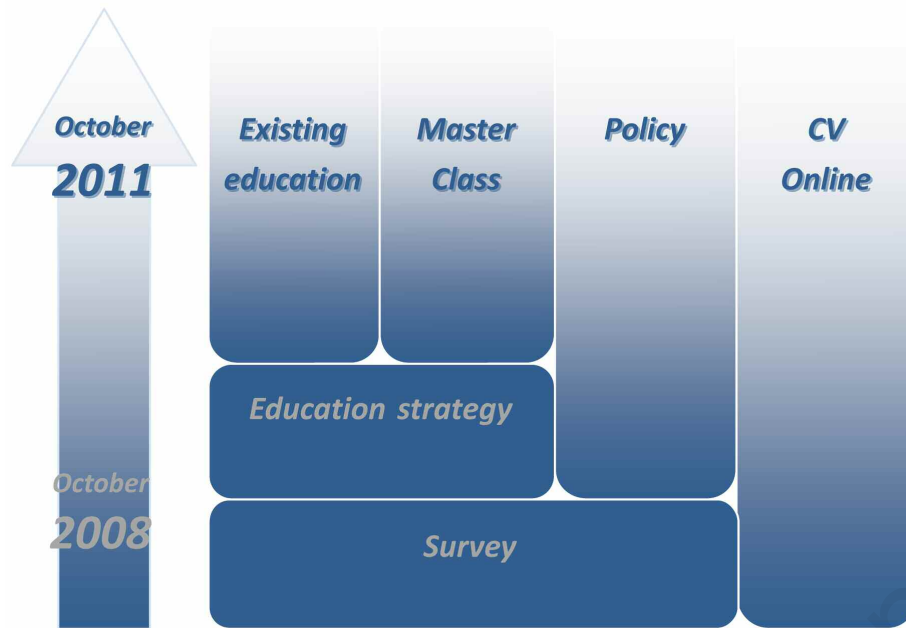 October
2011
Existing
education
Master
Class
Policy
CV
Online
Education strategy
October
2008
Survey